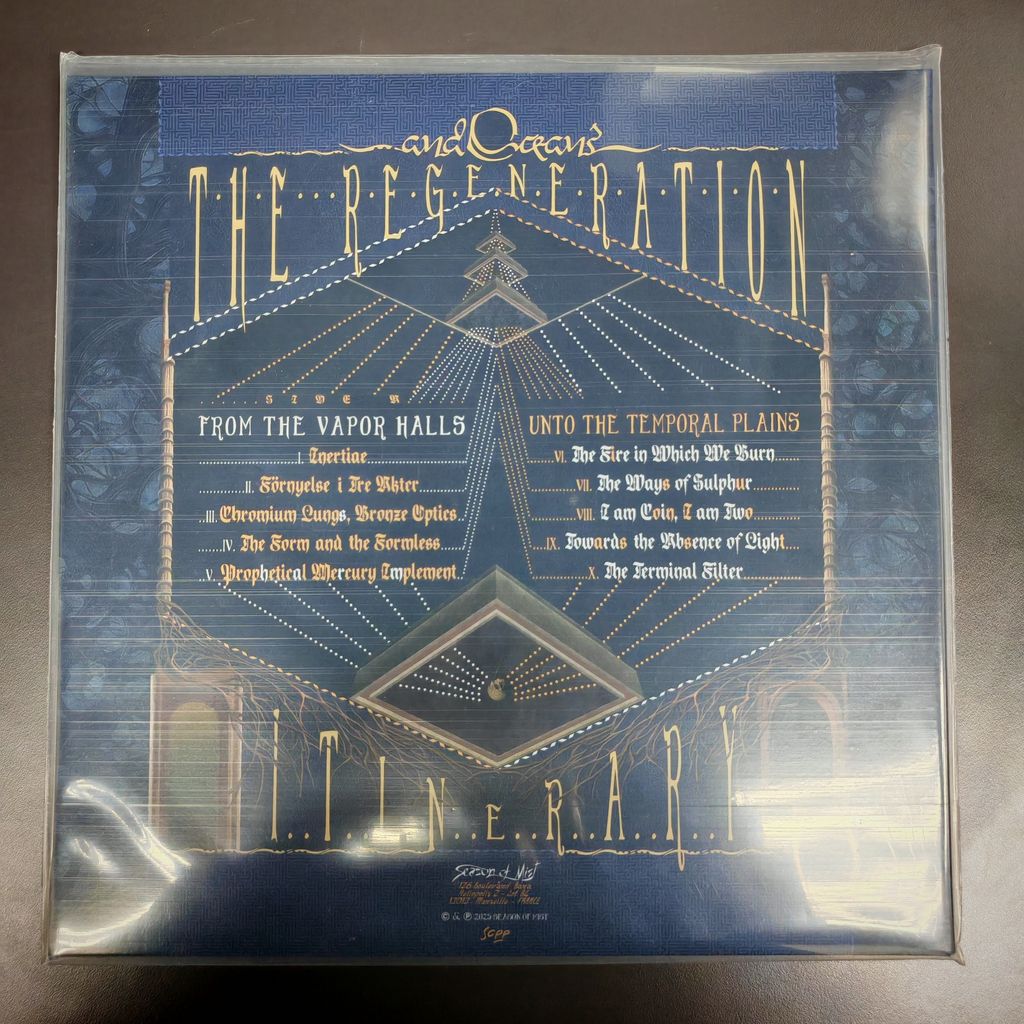 ...and Oceans
THE REGENERATION
SIDE A
FROM THE VAPOR HALLS
I. Inertiae
II. Förnyelse i Tre Akter
III. Chromium Lungs, Bronze Optics
IV. The Form and the Formless
V. Prophetical Mercury Implement
UNTO THE TEMPORAL PLAINS
VI. The Fire in Which We Burn
VII. The Ways of Sulphur
VIII. I am Coin, I am Two
IX. Towards the Absence of Light
X. The Terminal Filter
ITINERARY
Season of Mist
© & ℗ 2025 SEASON OF MIST
SCPP